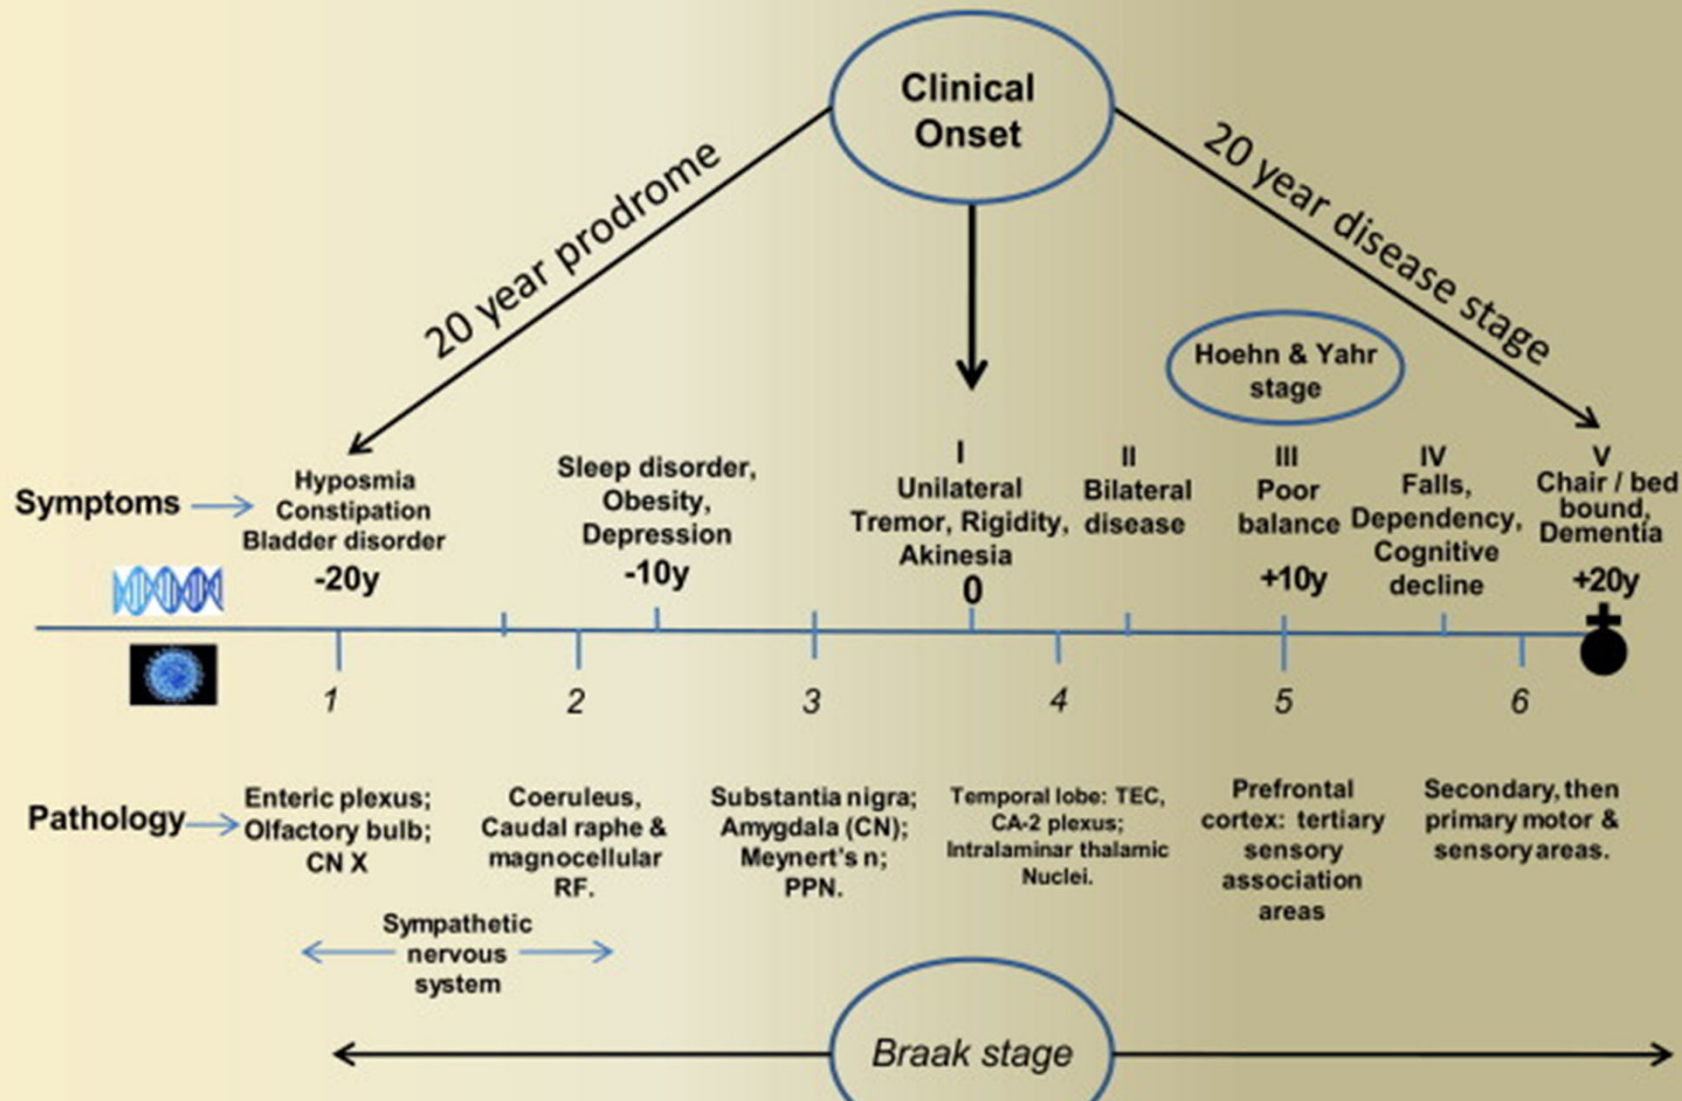 Clinical
Onset
20 year prodrome
20 year disease stage
Hoehn & Yahr
stage
Symptoms
Hyposmia
Constipation
Bladder disorder
-20y
Sleep disorder,
Obesity,
Depression
-10y
I
Unilateral
Tremor, Rigidity,
Akinesia
0
II
Bilateral
disease
III
Poor
balance
+10y
IV
Falls,
Dependency,
Cognitive
decline
V
Chair / bed
bound,
Dementia
+20y
1
2
3
4
5
6
Pathology
Enteric plexus;
Olfactory bulb;
CN X
Coeruleus,
Caudal raphe &
magnocellular
RF.
Substantia nigra;
Amygdala (CN);
Meynert's n;
PPN.
Temporal lobe: TEC,
CA-2 plexus;
Intralaminar thalamic
Nuclei.
Prefrontal
cortex: tertiary
sensory
association
areas
Secondary, then
primary motor &
sensory areas.
Sympathetic
nervous
system
Braak stage